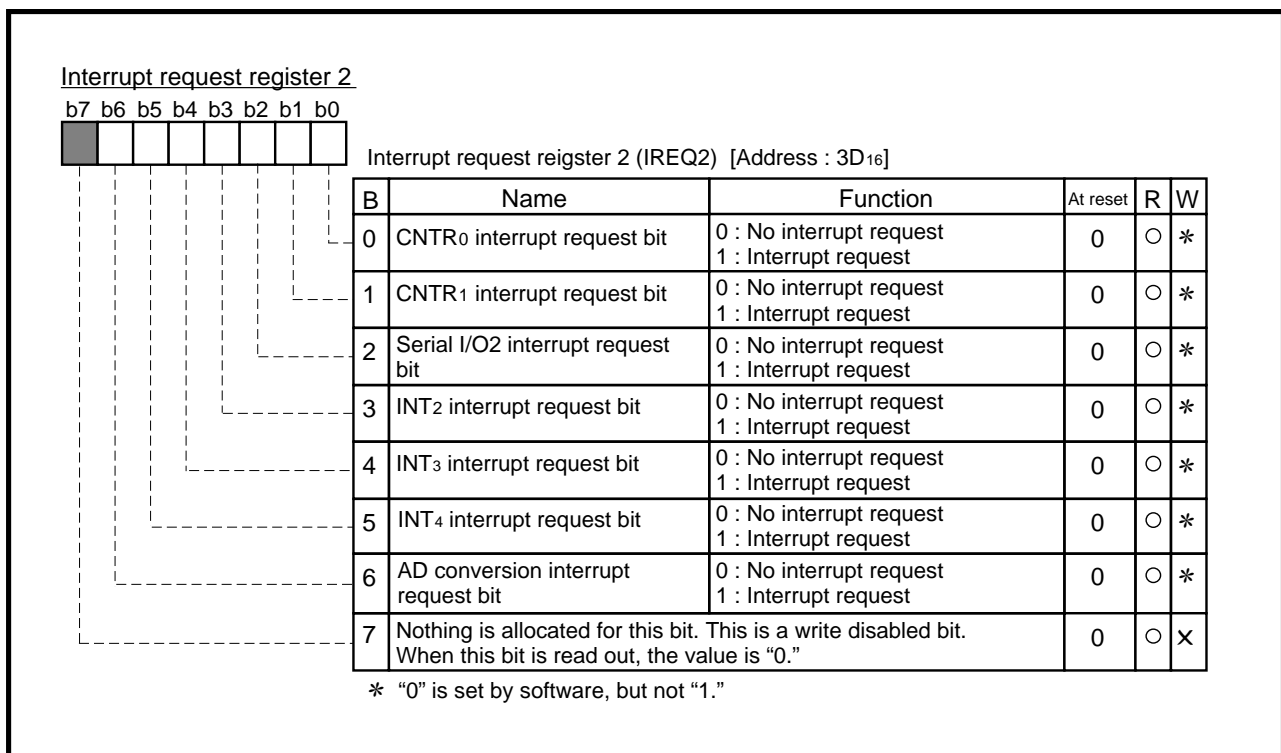 Interrupt request register 2
b7 b6 b5 b4 b3 b2 b1 b0
Interrupt request reigster 2 (IREQ2) [Address : 3D16]
B Name Function At reset R W
0 CNTR0 interrupt request bit 0 : No interrupt request 1 : Interrupt request 0 ○ *
1 CNTR1 interrupt request bit 0 : No interrupt request 1 : Interrupt request 0 ○ *
2 Serial I/O2 interrupt request bit 0 : No interrupt request 1 : Interrupt request 0 ○ *
3 INT2 interrupt request bit 0 : No interrupt request 1 : Interrupt request 0 ○ *
4 INT3 interrupt request bit 0 : No interrupt request 1 : Interrupt request 0 ○ *
5 INT4 interrupt request bit 0 : No interrupt request 1 : Interrupt request 0 ○ *
6 AD conversion interrupt request bit 0 : No interrupt request 1 : Interrupt request 0 ○ *
7 Nothing is allocated for this bit. This is a write disabled bit. When this bit is read out, the value is “0.” 0 ○ ×
* “0” is set by software, but not “1.”